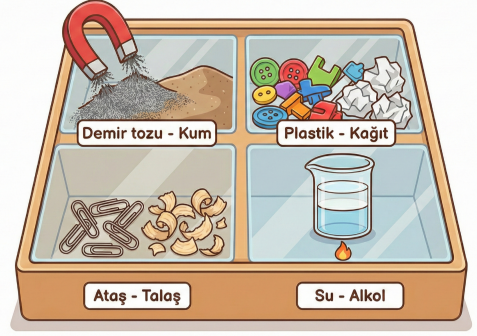 Demir tozu - Kum
Plastik - Kağıt
Ataş - Talaş
Su - Alkol